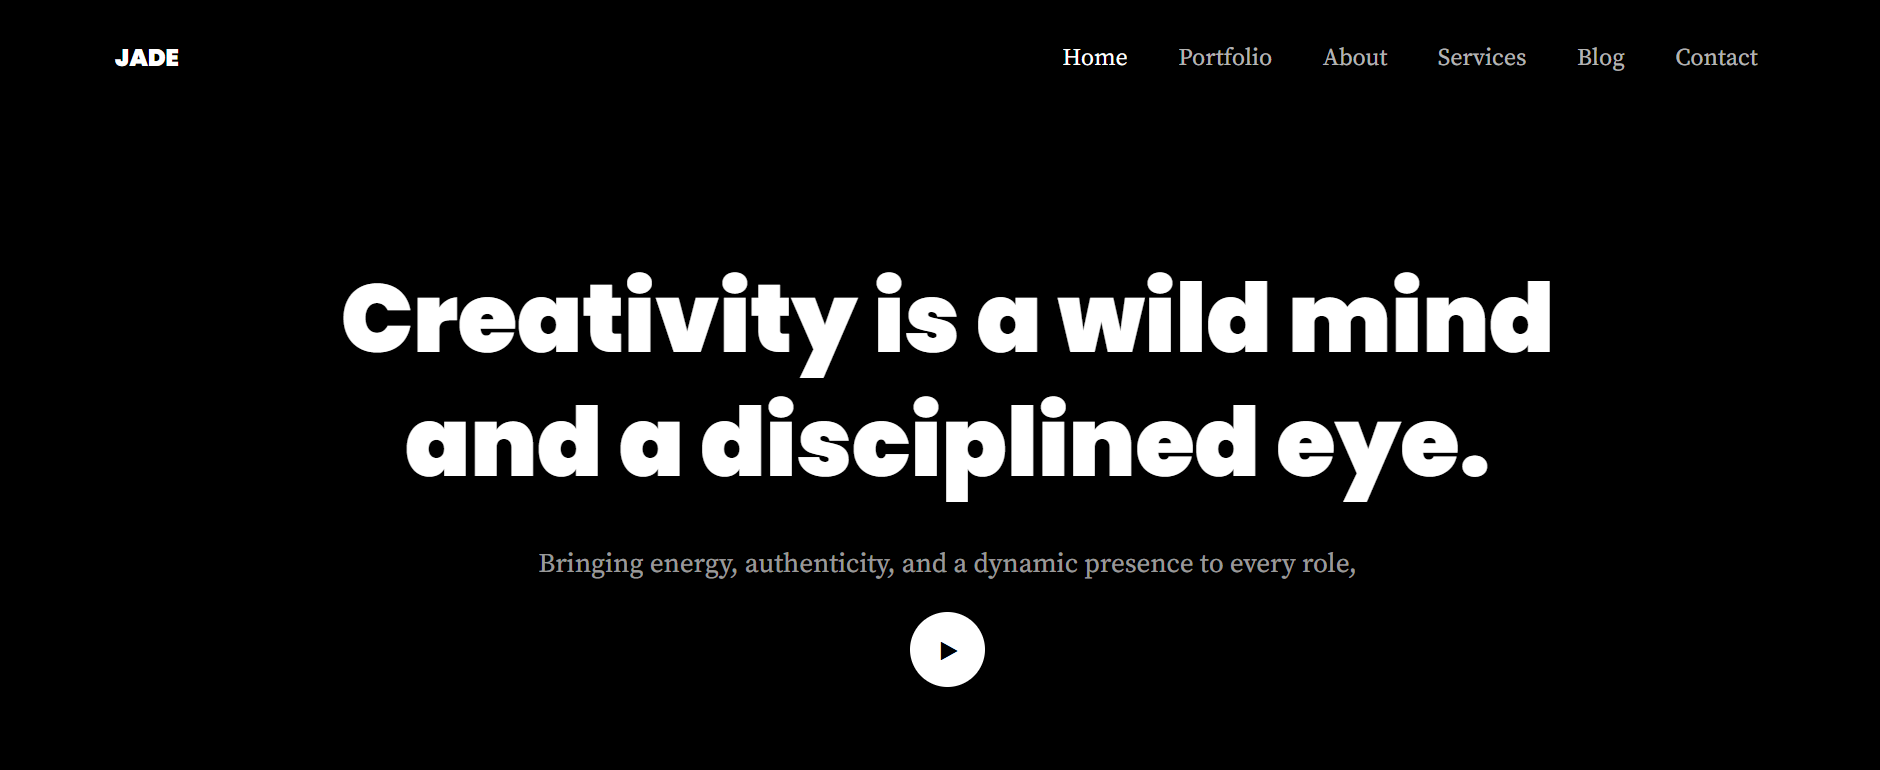 JADE
Home Portfolio About Services Blog Contact
Creativity is a wild mind
and a disciplined eye.
Bringing energy, authenticity, and a dynamic presence to every role,